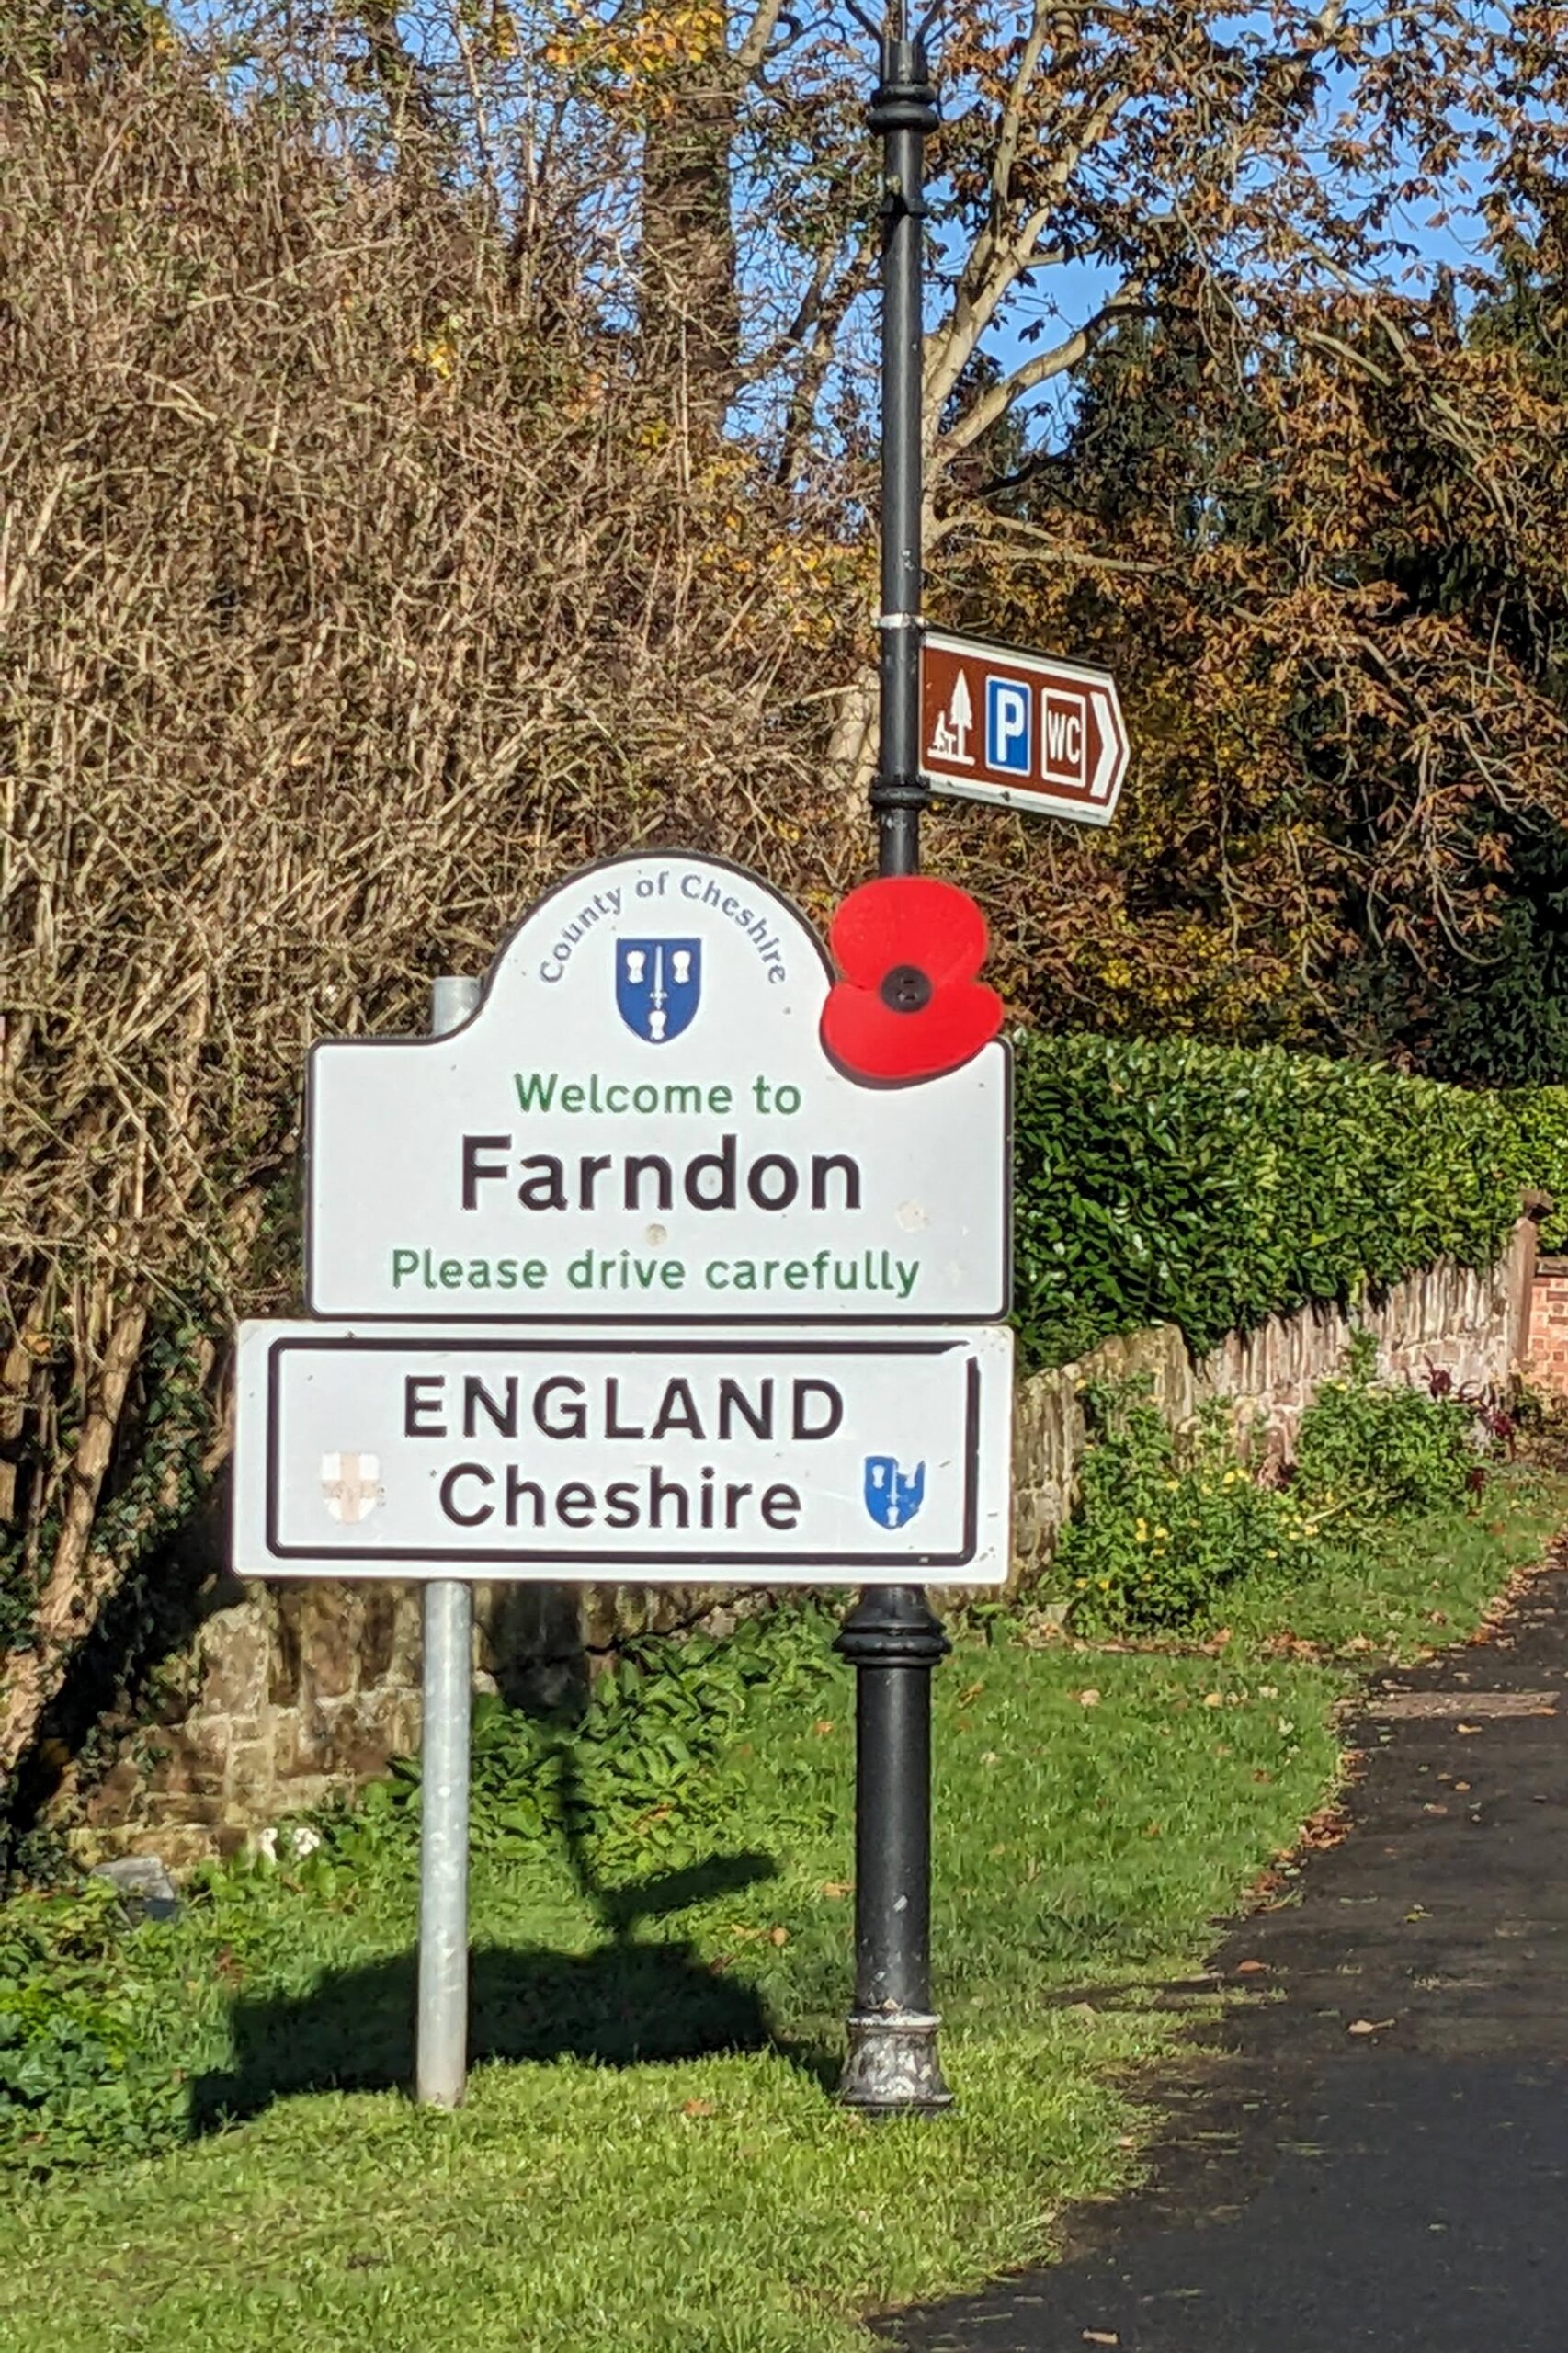 P WC
County of Cheshire
Welcome to
Farndon
Please drive carefully
ENGLAND
Cheshire